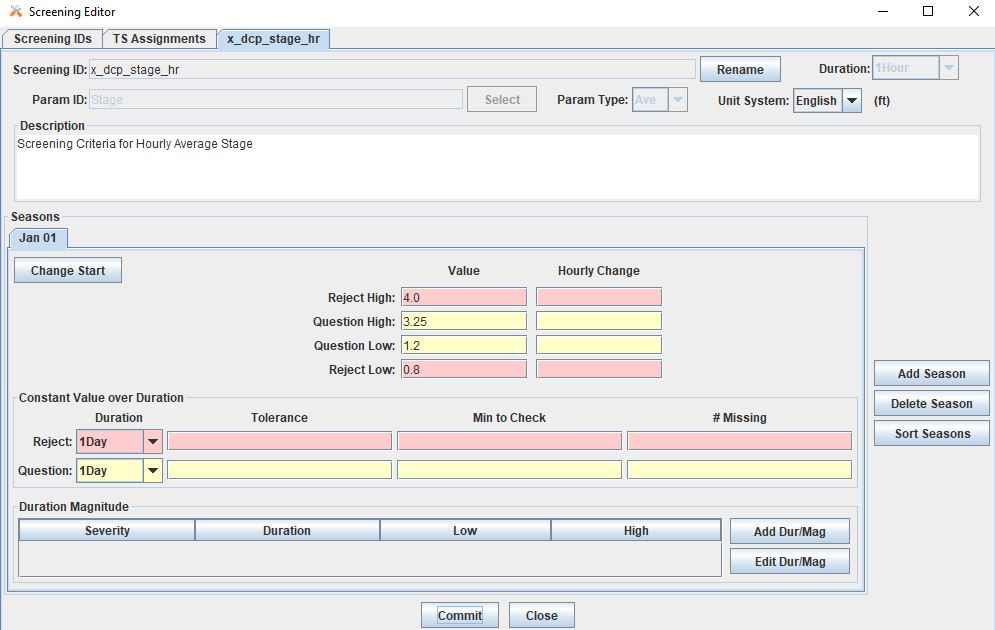 Screening Editor
Screening IDs TS Assignments x_dcp_stage_hr
Screening ID: x_dcp_stage_hr Rename Duration: 1Hour
Param ID: Stage Select Param Type: Ave Unit System: English (ft)
Description
Screening Criteria for Hourly Average Stage
Seasons
Jan 01
Change Start Value Hourly Change
Reject High: 4.0
Question High: 3.25
Question Low: 1.2
Reject Low: 0.8
Add Season
Delete Season
Sort Seasons
Constant Value over Duration
Duration Tolerance Min to Check # Missing
Reject: 1Day
Question: 1Day
Duration Magnitude
Severity Duration Low High Add Dur/Mag
Edit Dur/Mag
Commit Close